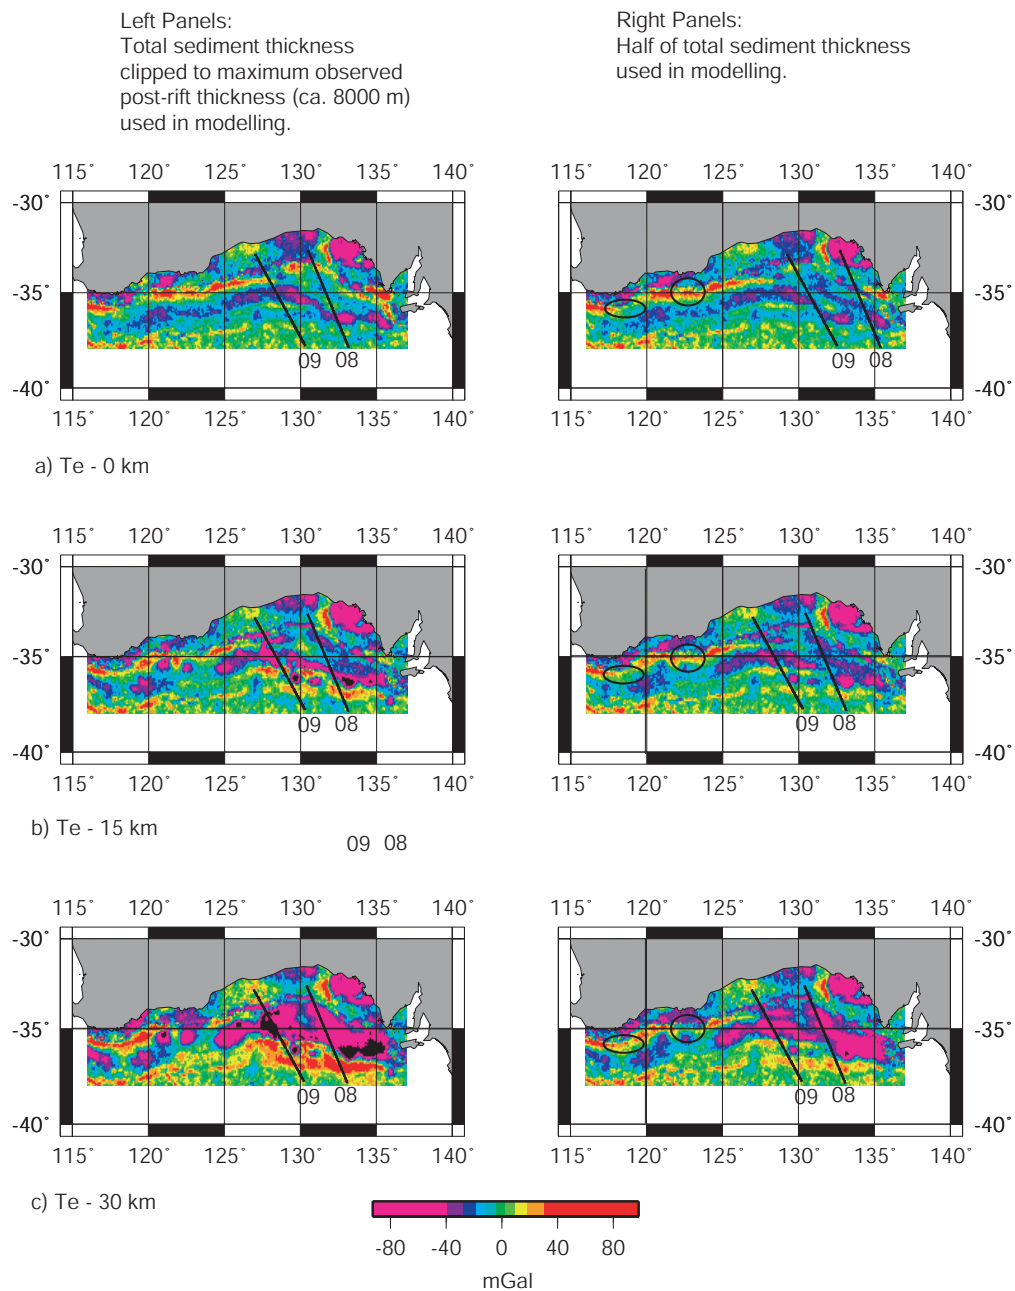 Left Panels:
Total sediment thickness
clipped to maximum observed
post-rift thickness (ca. 8000 m)
used in modelling.
Right Panels:
Half of total sediment thickness
used in modelling.
115˚ 120˚ 125˚ 130˚ 135˚ 140˚
115˚ 120˚ 125˚ 130˚ 135˚ 140˚
-30˚
-30˚
-35˚
-35˚
09 08
09 08
-40˚
-40˚
115 120 125 130 135 140
115 120 125 130 135 140
a) Te - 0 km
115˚ 120˚ 125˚ 130˚ 135˚ 140˚
115˚ 120˚ 125˚ 130˚ 135˚ 140˚
-30˚
-30˚
-35˚
-35˚
09 08
09 08
-40˚
-40˚
115 120 125 130 135 140
115 120 125 130 135 140
b) Te - 15 km
09 08
115˚ 120˚ 125˚ 130˚ 135˚ 140˚
115˚ 120˚ 125˚ 130˚ 135˚ 140˚
-30˚
-30˚
-35˚
-35˚
09 08
09 08
-40˚
-40˚
115 120 125 130 135 140
115 120 125 130 135 140
c) Te - 30 km
-80 -40 0 40 80
mGal